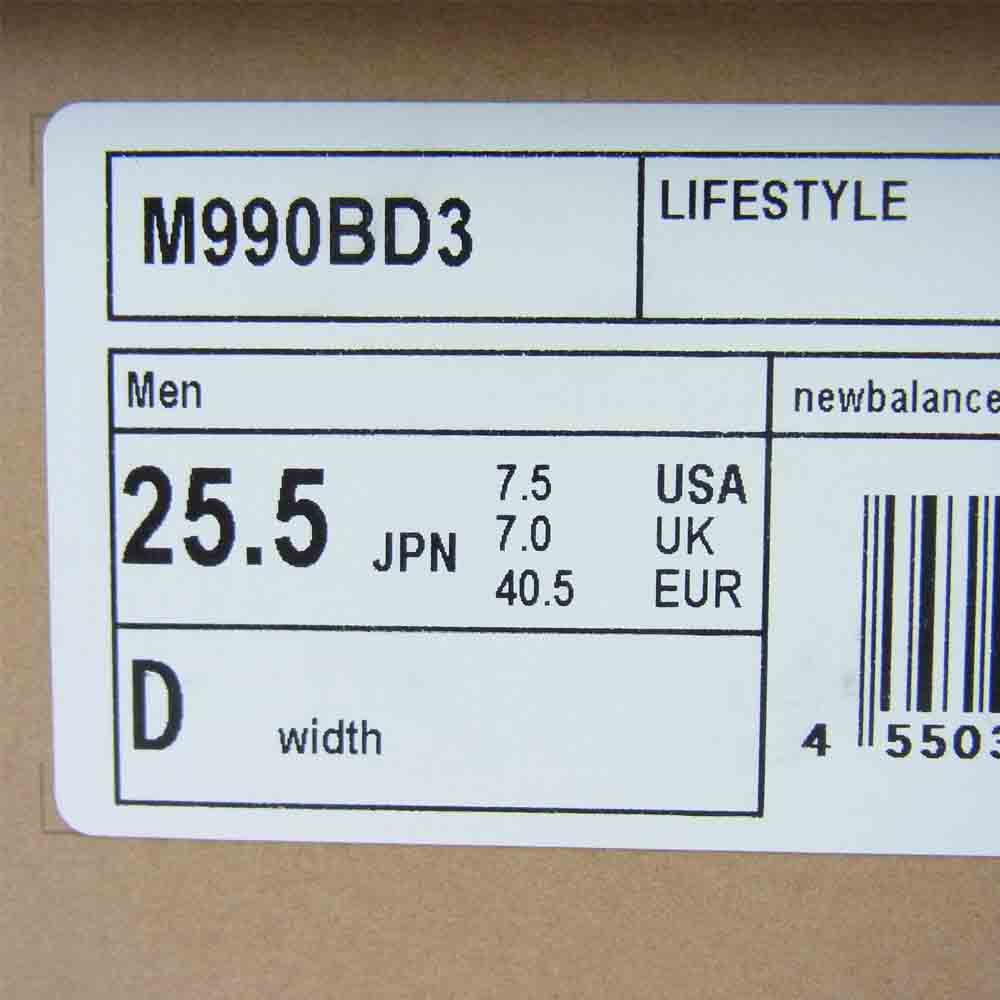 M990BD3
LIFESTYLE
Men
newbalance
25.5 JPN
7.5 USA
7.0 UK
40.5 EUR
D width
4 5503